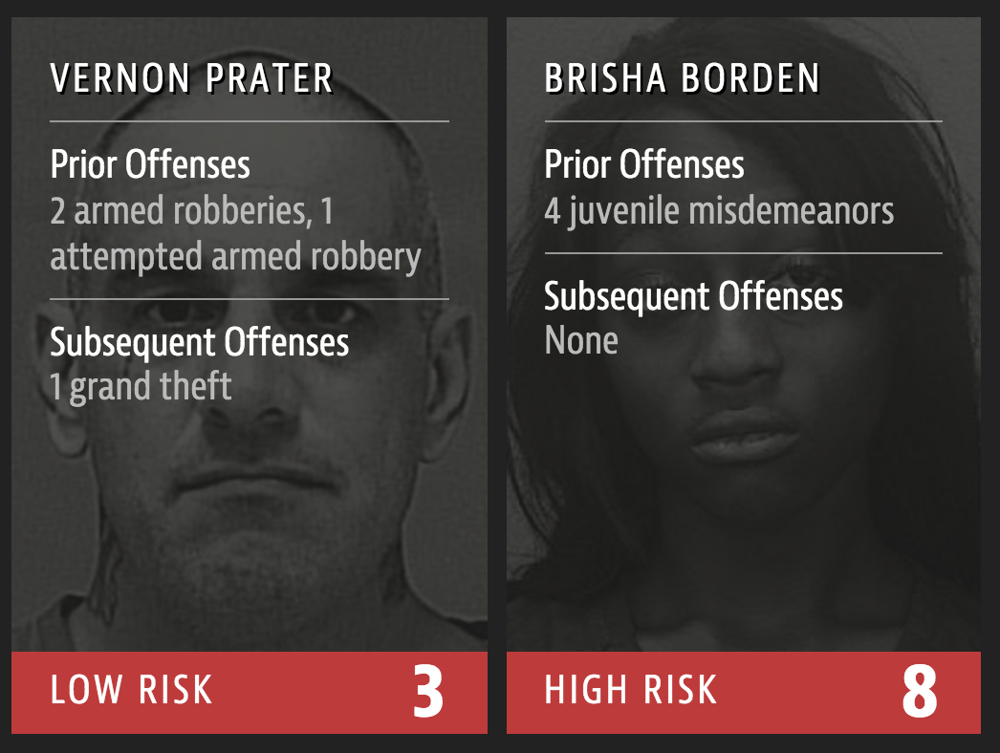 VERNON PRATER
Prior Offenses
2 armed robberies, 1
attempted armed robbery
Subsequent Offenses
1 grand theft
LOW RISK 3
BRISHA BORDEN
Prior Offenses
4 juvenile misdemeanors
Subsequent Offenses
None
HIGH RISK 8